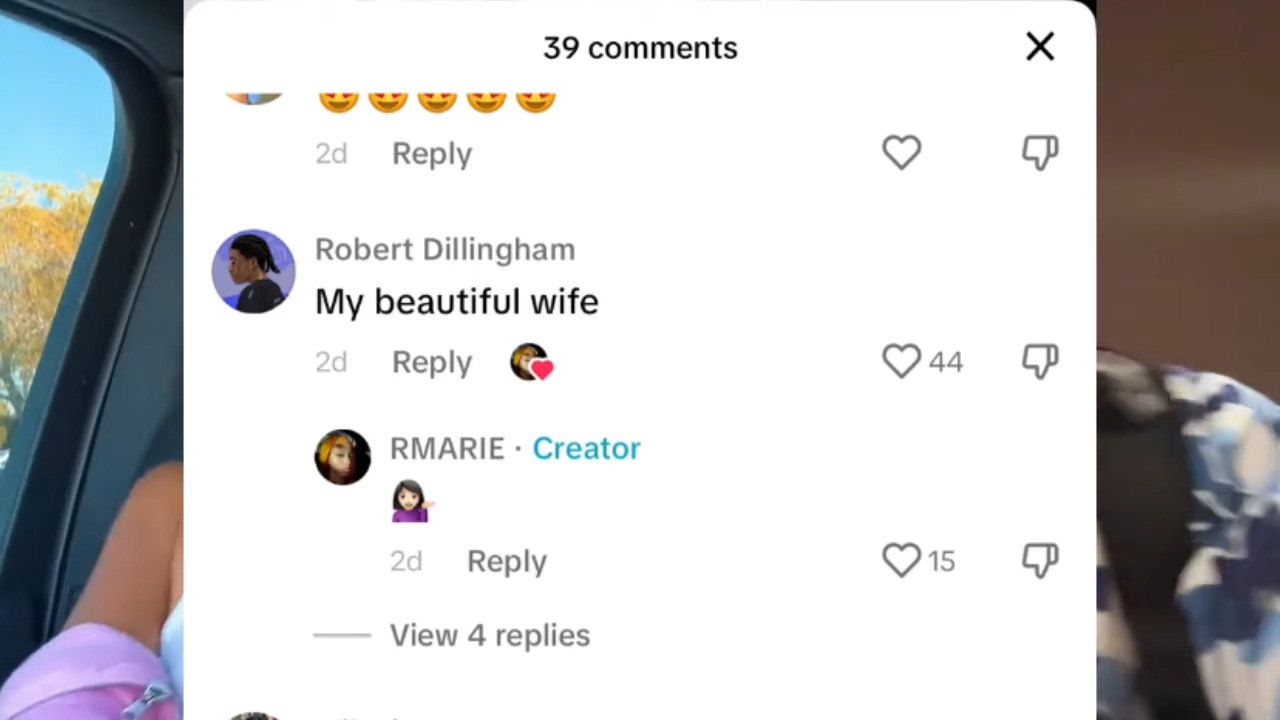 39 comments
😍😍😍😍😍
2d Reply
Robert Dillingham
My beautiful wife
2d Reply 44
RMARIE · Creator
💁🏻‍♀️
2d Reply 15
View 4 replies